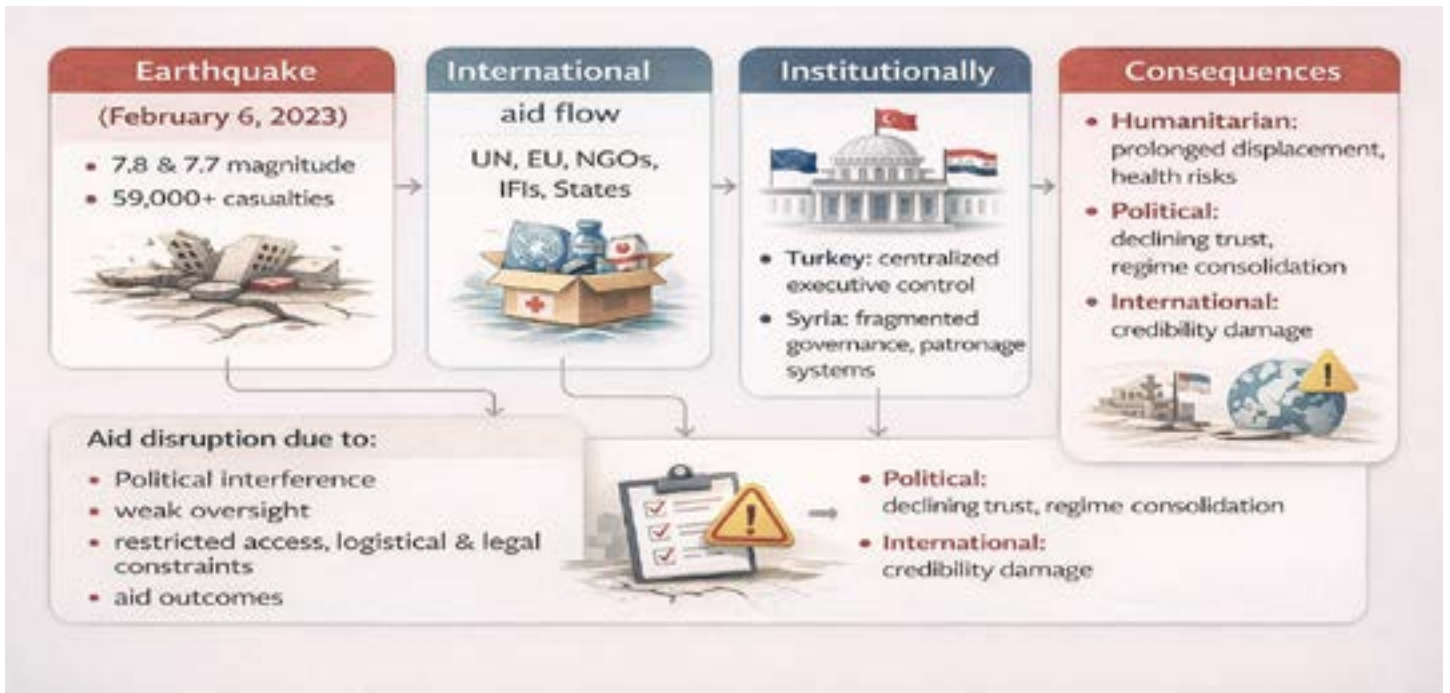 Earthquake
(February 6, 2023)
• 7.8 & 7.7 magnitude
• 59,000+ casualties
International
aid flow
UN, EU, NGOs,
IFIs, States
Institutionally
• Turkey: centralized
executive control
• Syria: fragmented
governance, patronage
systems
Consequences
• Humanitarian:
prolonged displacement,
health risks
• Political:
declining trust,
regime consolidation
• International:
credibility damage
Aid disruption due to:
• Political interference
• weak oversight
• restricted access, logistical & legal
constraints
• aid outcomes
• Political:
declining trust, regime consolidation
• International:
credibility damage